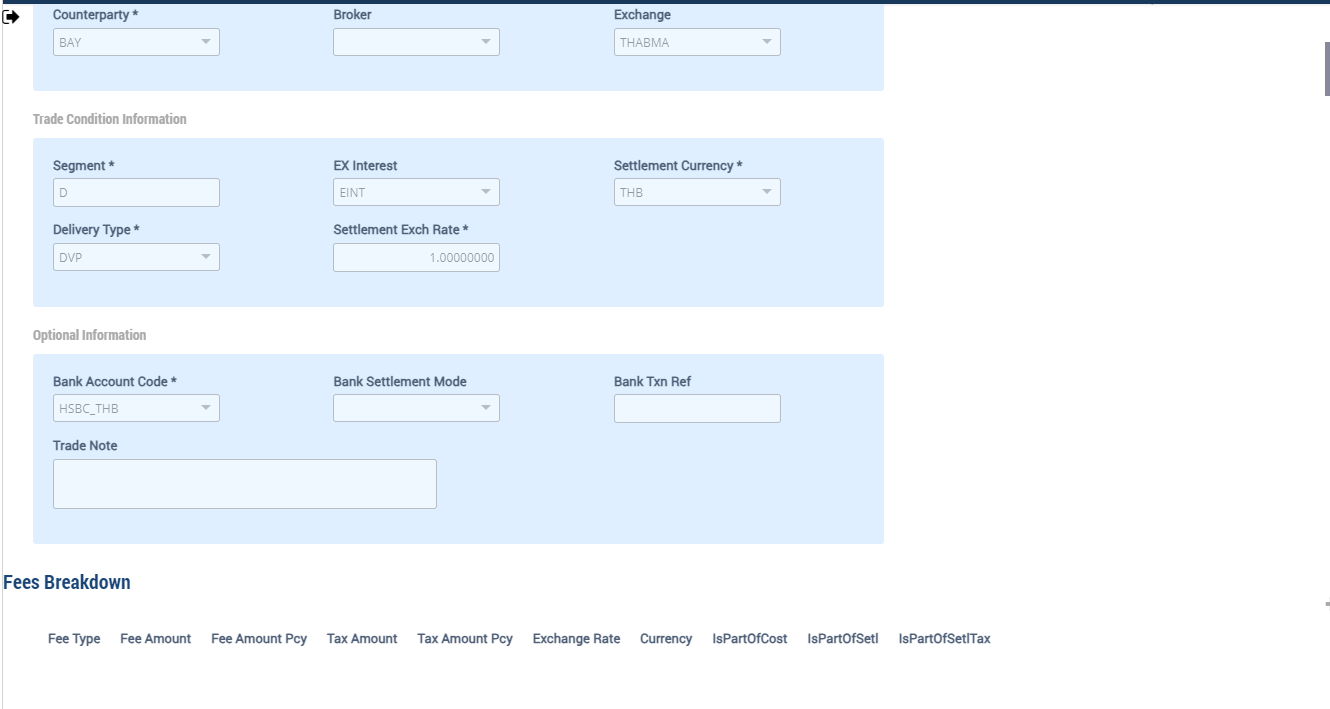 Counterparty * Broker Exchange
BAY THABMA
Trade Condition Information
Segment * EX Interest Settlement Currency *
D EINT THB
Delivery Type * Settlement Exch Rate *
DVP 1.00000000
Optional Information
Bank Account Code * Bank Settlement Mode Bank Txn Ref
HSBC_THB
Trade Note
Fees Breakdown
Fee Type Fee Amount Fee Amount Pcy Tax Amount Tax Amount Pcy Exchange Rate Currency IsPartOfCost IsPartOfSetl IsPartOfSetlTax